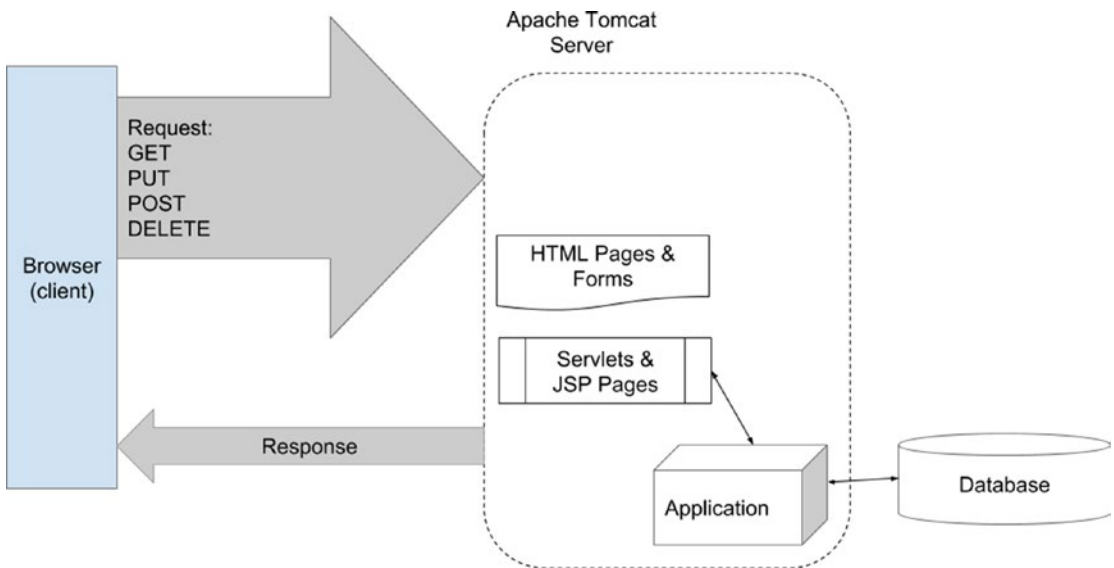 Apache Tomcat
Server
Request:
GET
PUT
POST
DELETE
Browser
(client)
HTML Pages &
Forms
Servlets &
JSP Pages
Response
Application
Database